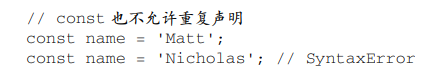 // const 也不允许重复声明
const name = 'Matt';
const name = 'Nicholas'; // SyntaxError